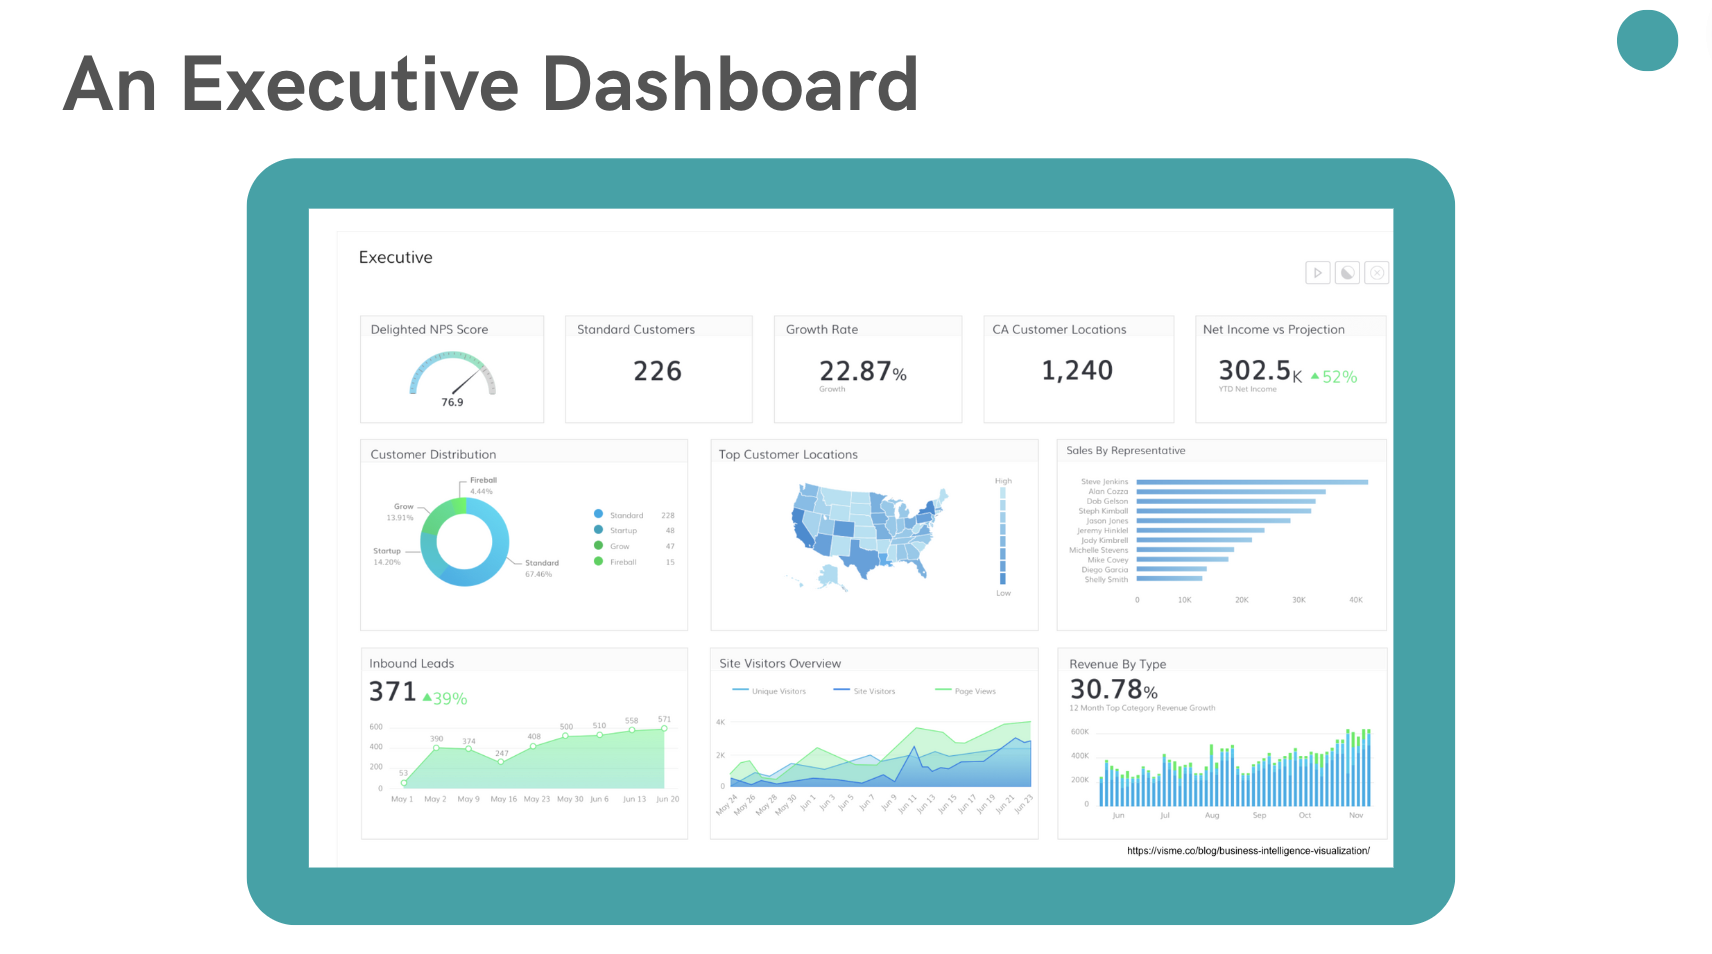 An Executive Dashboard
Executive
Delighted NPS Score
76.9
Standard Customers
226
Growth Rate
22.87%
Growth
CA Customer Locations
1,240
Net Income vs Projection
302.5K 52%
YTD Net Income
Customer Distribution
Fireball
4.44%
Grow
13.91%
Startup
14.20%
Standard
67.46%
Standard 228
Startup 48
Grow 47
Fireball 15
Top Customer Locations
High
Low
Sales By Representative
Steve Jenkins
Alan Cozza
Dob Gelson
Steph Kimball
Jason Jones
Jeremy Hinklel
Jody Kimbrell
Michelle Stevens
Mike Covey
Diego Garcia
Shelly Smith
0 10K 20K 30K 40K
Inbound Leads
371 39%
600
400
200
0
53 390 374 247 408 500 510 558 571
May 1 May 2 May 9 May 16 May 23 May 30 Jun 6 Jun 13 Jun 20
Site Visitors Overview
Unique Visitors Site Visitors Page Views
4K
2K
0
May 24 May 26 May 28 May 30 Jun 1 Jun 3 Jun 5 Jun 7 Jun 9 Jun 11 Jun 13 Jun 15 Jun 17 Jun 19 Jun 21 Jun 23
Revenue By Type
30.78%
12 Month Top Category Revenue Growth
600K
400K
200K
0
Jun Jul Aug Sep Oct Nov
https://visme.co/blog/business-intelligence-visualization/